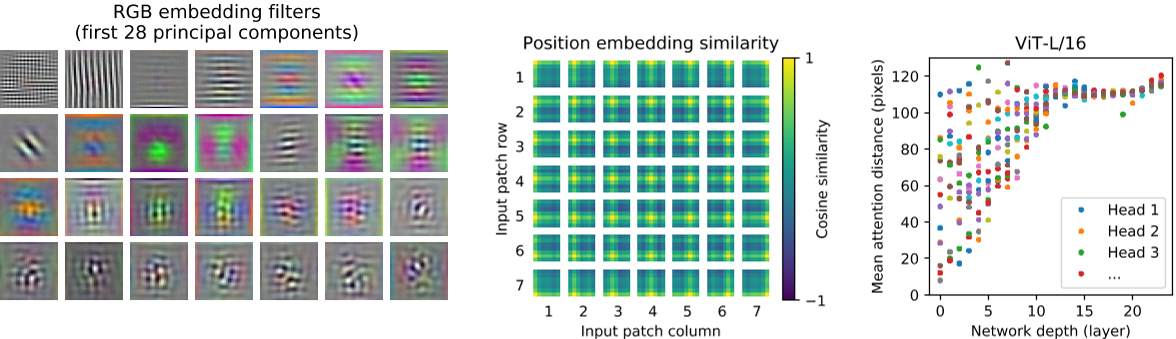 RGB embedding filters
(first 28 principal components)
Position embedding similarity
Input patch row
1
2
3
4
5
6
7
1 2 3 4 5 6 7
Input patch column
1
−1
Cosine similarity
ViT-L/16
Mean attention distance (pixels)
120
100
80
60
40
20
0
Head 1
Head 2
Head 3
...
0 5 10 15 20
Network depth (layer)